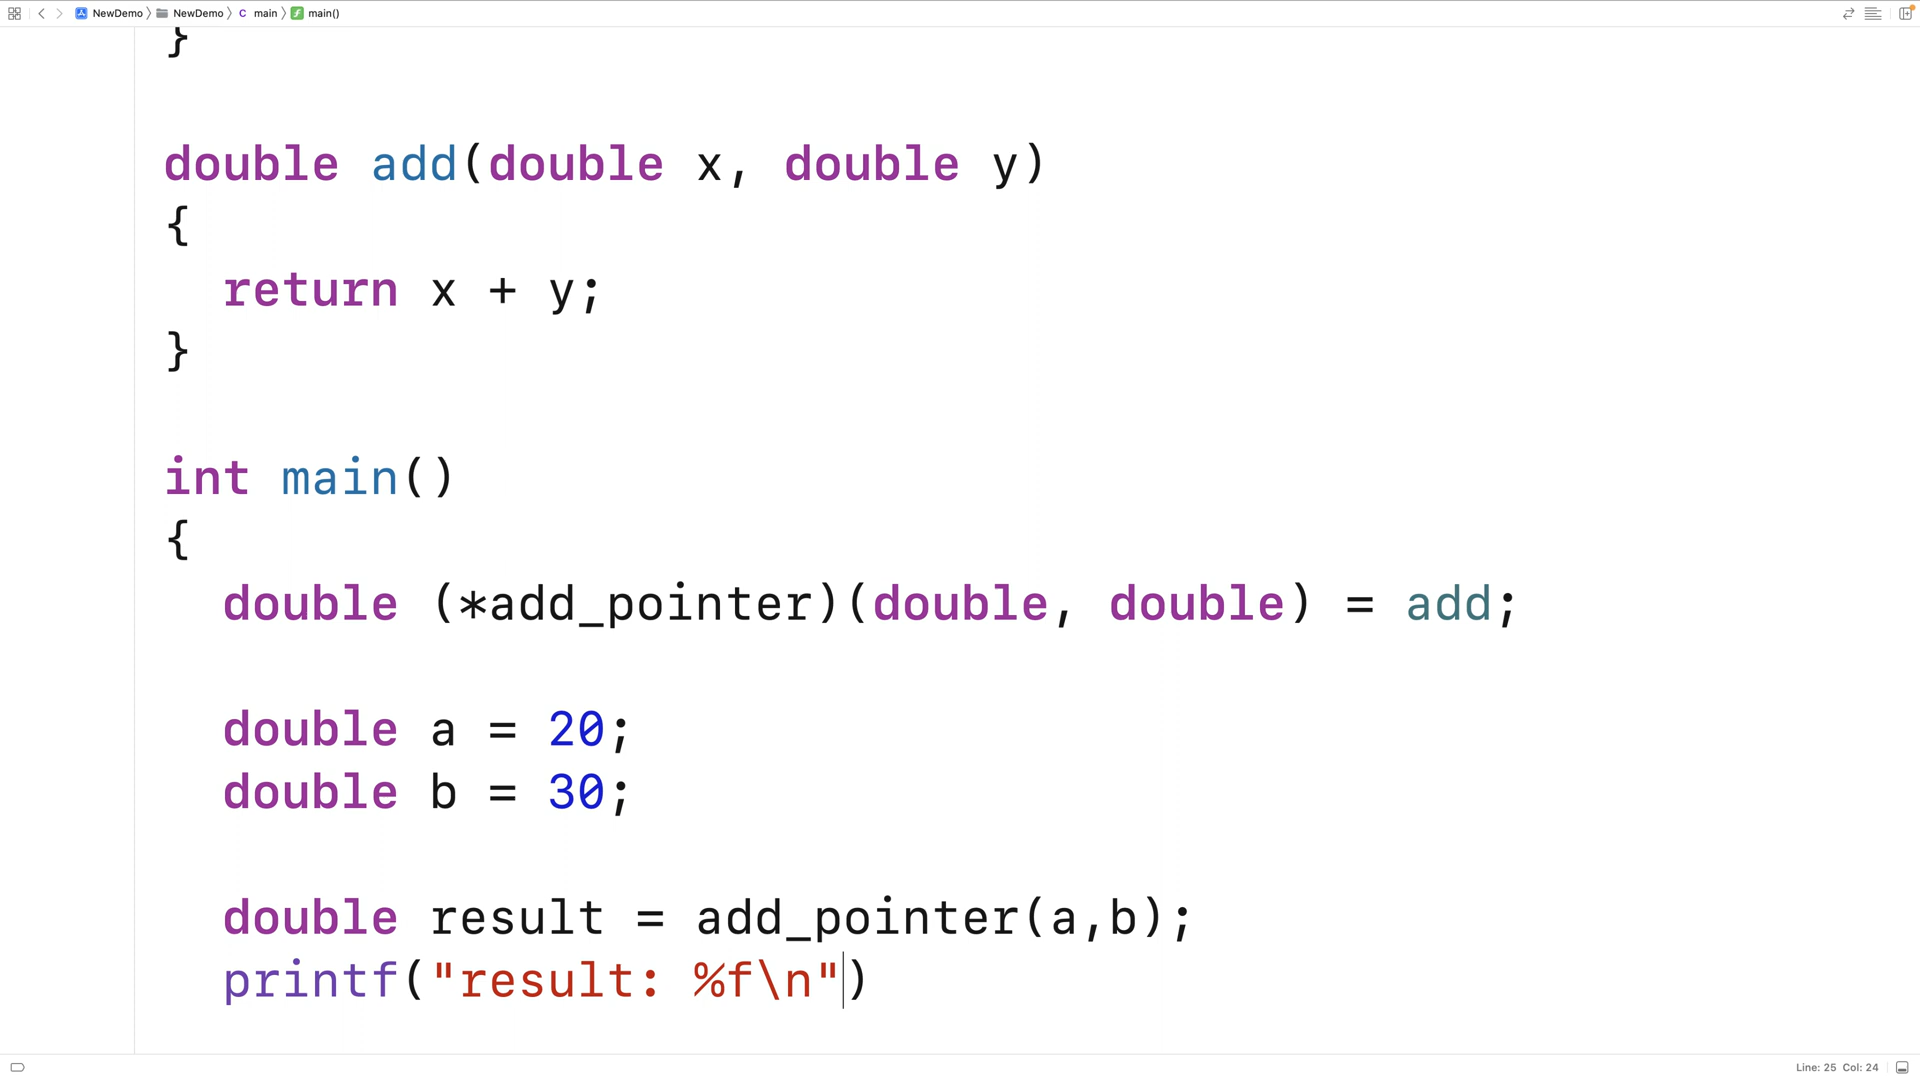 NewDemo NewDemo C main f main()
}
double add(double x, double y)
{
  return x + y;
}
int main()
{
  double (*add_pointer)(double, double) = add;
  double a = 20;
  double b = 30;
  double result = add_pointer(a,b);
  printf("result: %f\n")
Line: 25 Col: 24